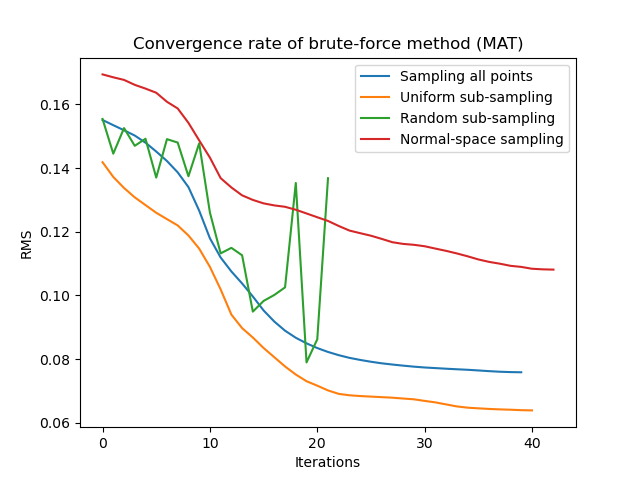 Convergence rate of brute-force method (MAT)
Sampling all points
Uniform sub-sampling
Random sub-sampling
Normal-space sampling
RMS
0.16
0.14
0.12
0.10
0.08
0.06
0 10 20 30 40
Iterations